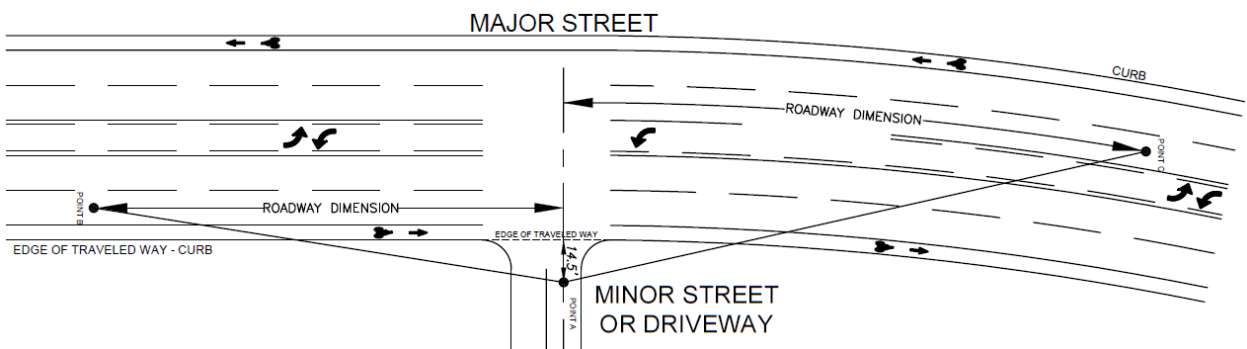 MAJOR STREET
CURB
ROADWAY DIMENSION
POINT C
POINT B
ROADWAY DIMENSION
EDGE OF TRAVELED WAY
EDGE OF TRAVELED WAY - CURB
14.5'
POINT A
MINOR STREET
OR DRIVEWAY